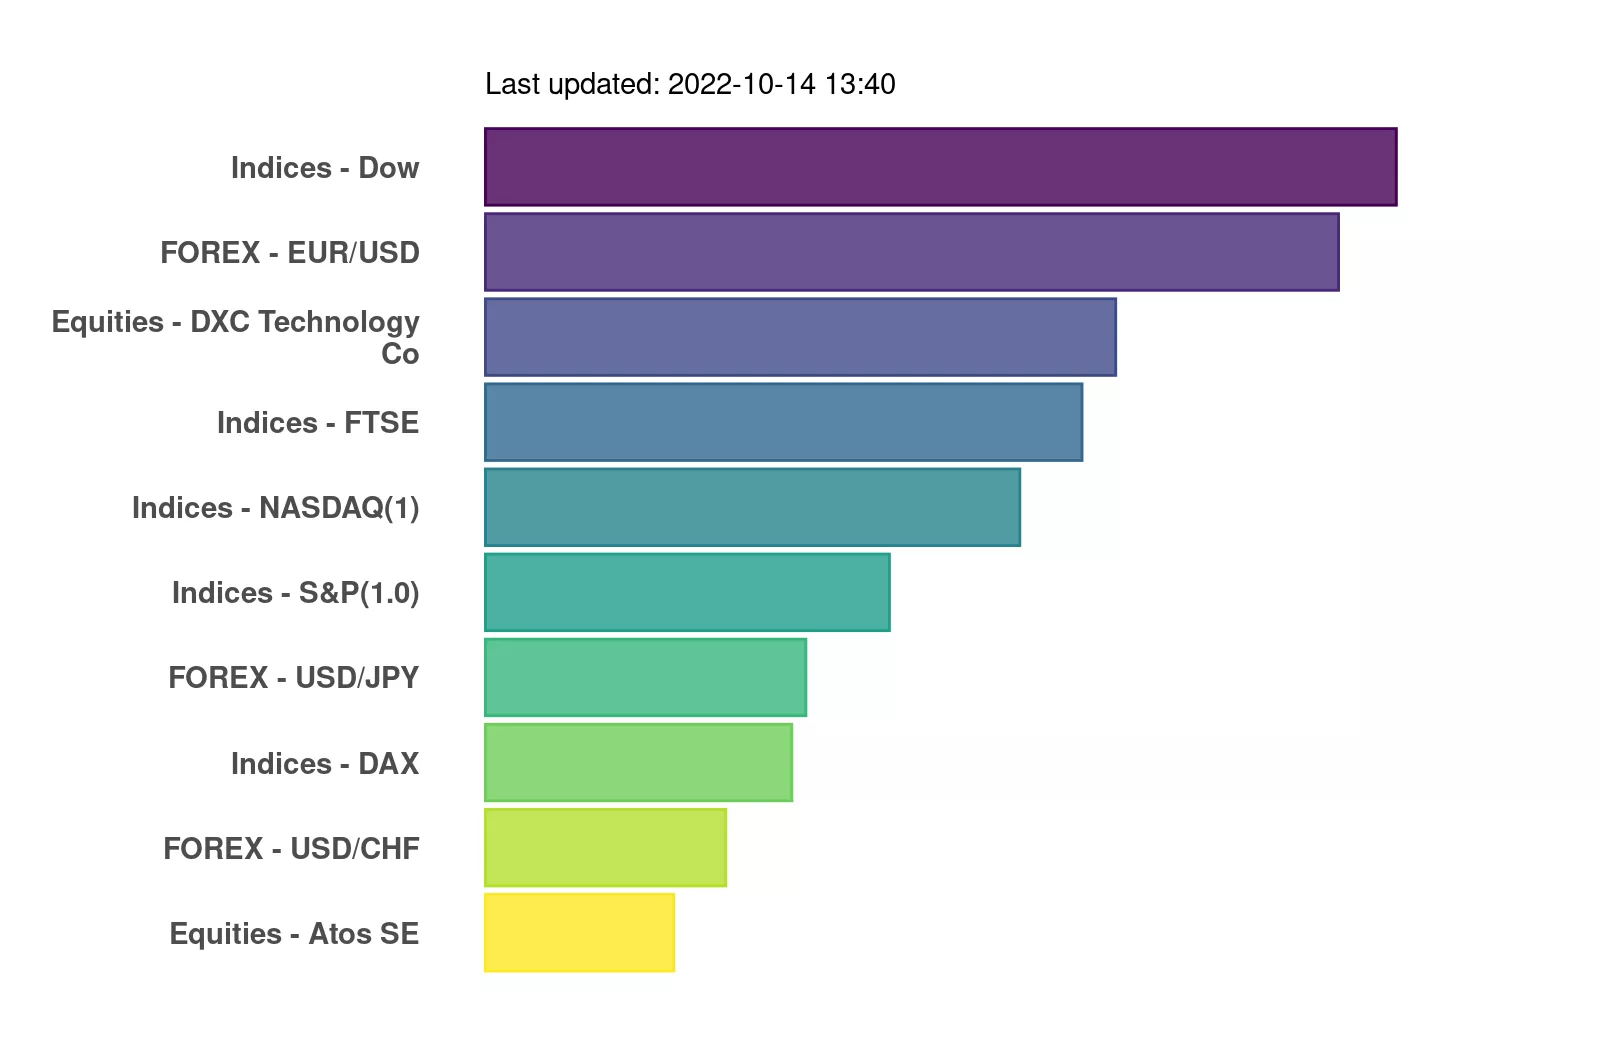 Last updated: 2022-10-14 13:40
Indices - Dow
FOREX - EUR/USD
Equities - DXC Technology
Co
Indices - FTSE
Indices - NASDAQ(1)
Indices - S&P(1.0)
FOREX - USD/JPY
Indices - DAX
FOREX - USD/CHF
Equities - Atos SE